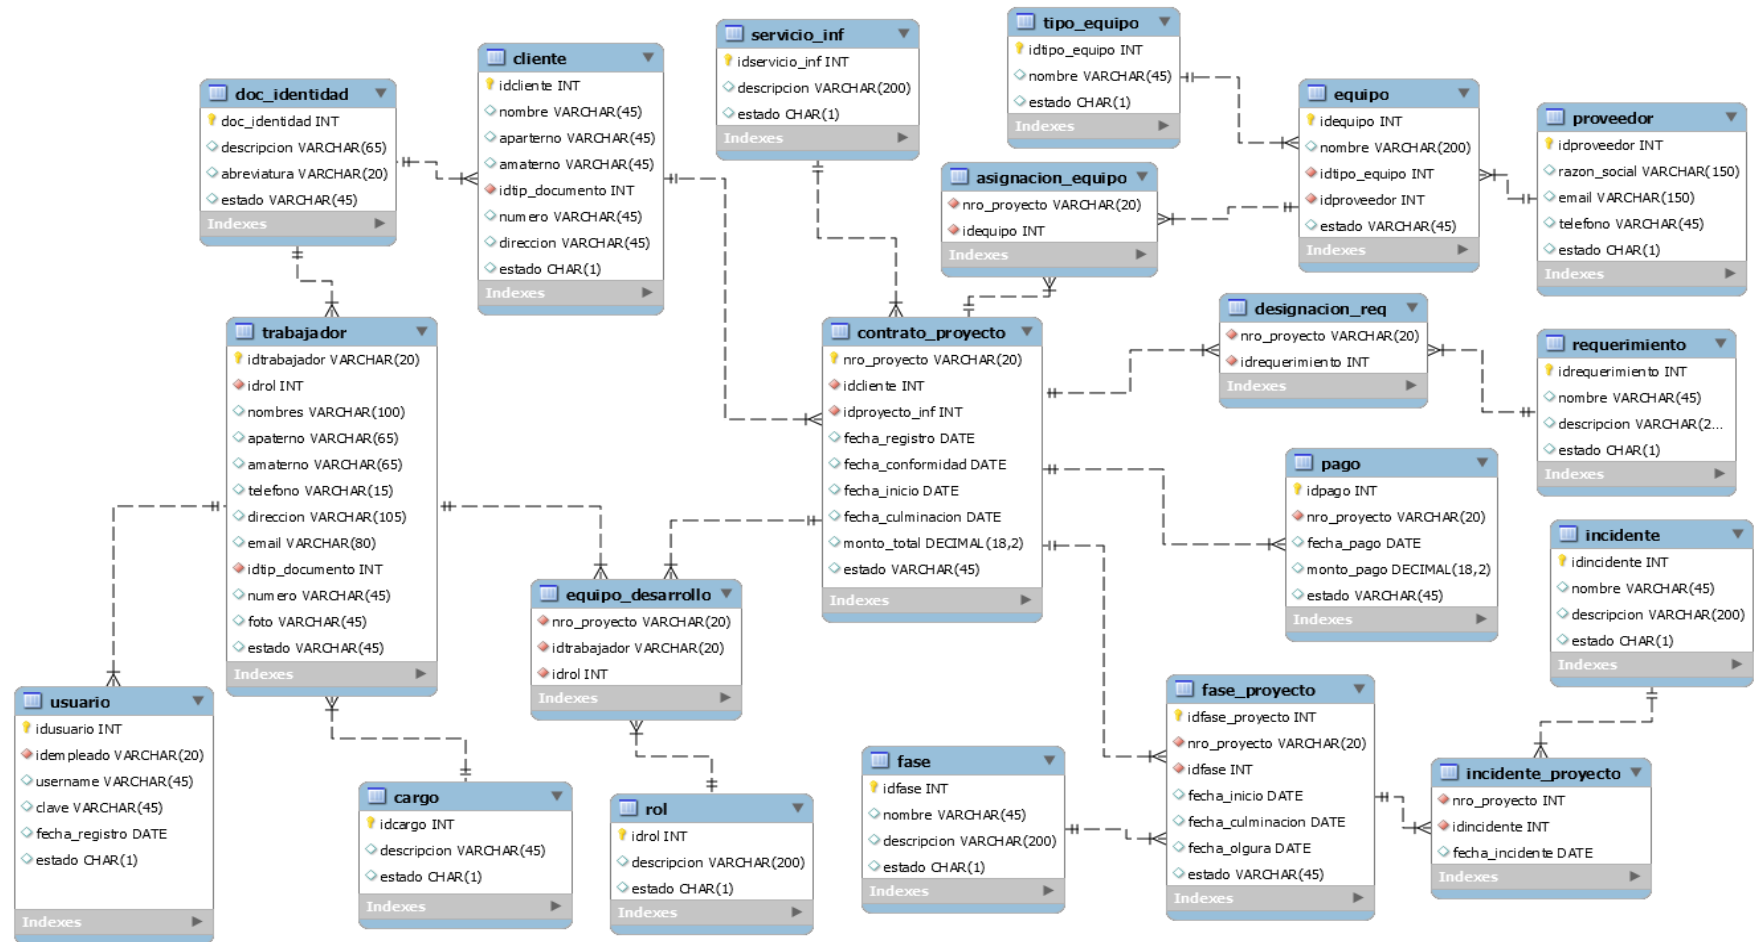 doc_identidad
doc_identidad INT
descripcion VARCHAR(65)
abreviatura VARCHAR(20)
estado VARCHAR(45)
Indexes
cliente
idcliente INT
nombre VARCHAR(45)
aparterno VARCHAR(45)
amaterno VARCHAR(45)
idtip_documento INT
numero VARCHAR(45)
direccion VARCHAR(45)
estado CHAR(1)
Indexes
servicio_inf
idservicio_inf INT
descripcion VARCHAR(200)
estado CHAR(1)
Indexes
tipo_equipo
idtipo_equipo INT
nombre VARCHAR(45)
estado CHAR(1)
Indexes
equipo
idequipo INT
nombre VARCHAR(200)
idtipo_equipo INT
idproveedor INT
estado VARCHAR(45)
Indexes
proveedor
idproveedor INT
razon_social VARCHAR(150)
email VARCHAR(150)
telefono VARCHAR(45)
estado CHAR(1)
Indexes
asignacion_equipo
nro_proyecto VARCHAR(20)
idequipo INT
Indexes
trabajador
idtrabajador VARCHAR(20)
idrol INT
nombres VARCHAR(100)
apaterno VARCHAR(65)
amaterno VARCHAR(65)
telefono VARCHAR(15)
direccion VARCHAR(105)
email VARCHAR(80)
idtip_documento INT
numero VARCHAR(45)
foto VARCHAR(45)
estado VARCHAR(45)
Indexes
contrato_proyecto
nro_proyecto VARCHAR(20)
idcliente INT
idproyecto_inf INT
fecha_registro DATE
fecha_conformidad DATE
fecha_inicio DATE
fecha_culminacion DATE
monto_total DECIMAL(18,2)
estado VARCHAR(45)
Indexes
designacion_req
nro_proyecto VARCHAR(20)
idrequerimiento INT
Indexes
requerimiento
idrequerimiento INT
nombre VARCHAR(45)
descripcion VARCHAR(2...
estado CHAR(1)
Indexes
pago
idpago INT
nro_proyecto VARCHAR(20)
fecha_pago DATE
monto_pago DECIMAL(18,2)
estado VARCHAR(45)
Indexes
incidente
idincidente INT
nombre VARCHAR(45)
descripcion VARCHAR(200)
estado CHAR(1)
Indexes
equipo_desarrollo
nro_proyecto VARCHAR(20)
idtrabajador VARCHAR(20)
idrol INT
Indexes
usuario
idusuario INT
idempleado VARCHAR(20)
username VARCHAR(45)
clave VARCHAR(45)
fecha_registro DATE
estado CHAR(1)
Indexes
cargo
idcargo INT
descripcion VARCHAR(45)
estado CHAR(1)
Indexes
rol
idrol INT
descripcion VARCHAR(200)
estado CHAR(1)
Indexes
fase
idfase INT
nombre VARCHAR(45)
descripcion VARCHAR(200)
estado CHAR(1)
Indexes
fase_proyecto
idfase_proyecto INT
nro_proyecto VARCHAR(20)
idfase INT
fecha_inicio DATE
fecha_culminacion DATE
fecha_olgura DATE
estado VARCHAR(45)
Indexes
incidente_proyecto
nro_proyecto INT
idincidente INT
fecha_incidente DATE
Indexes